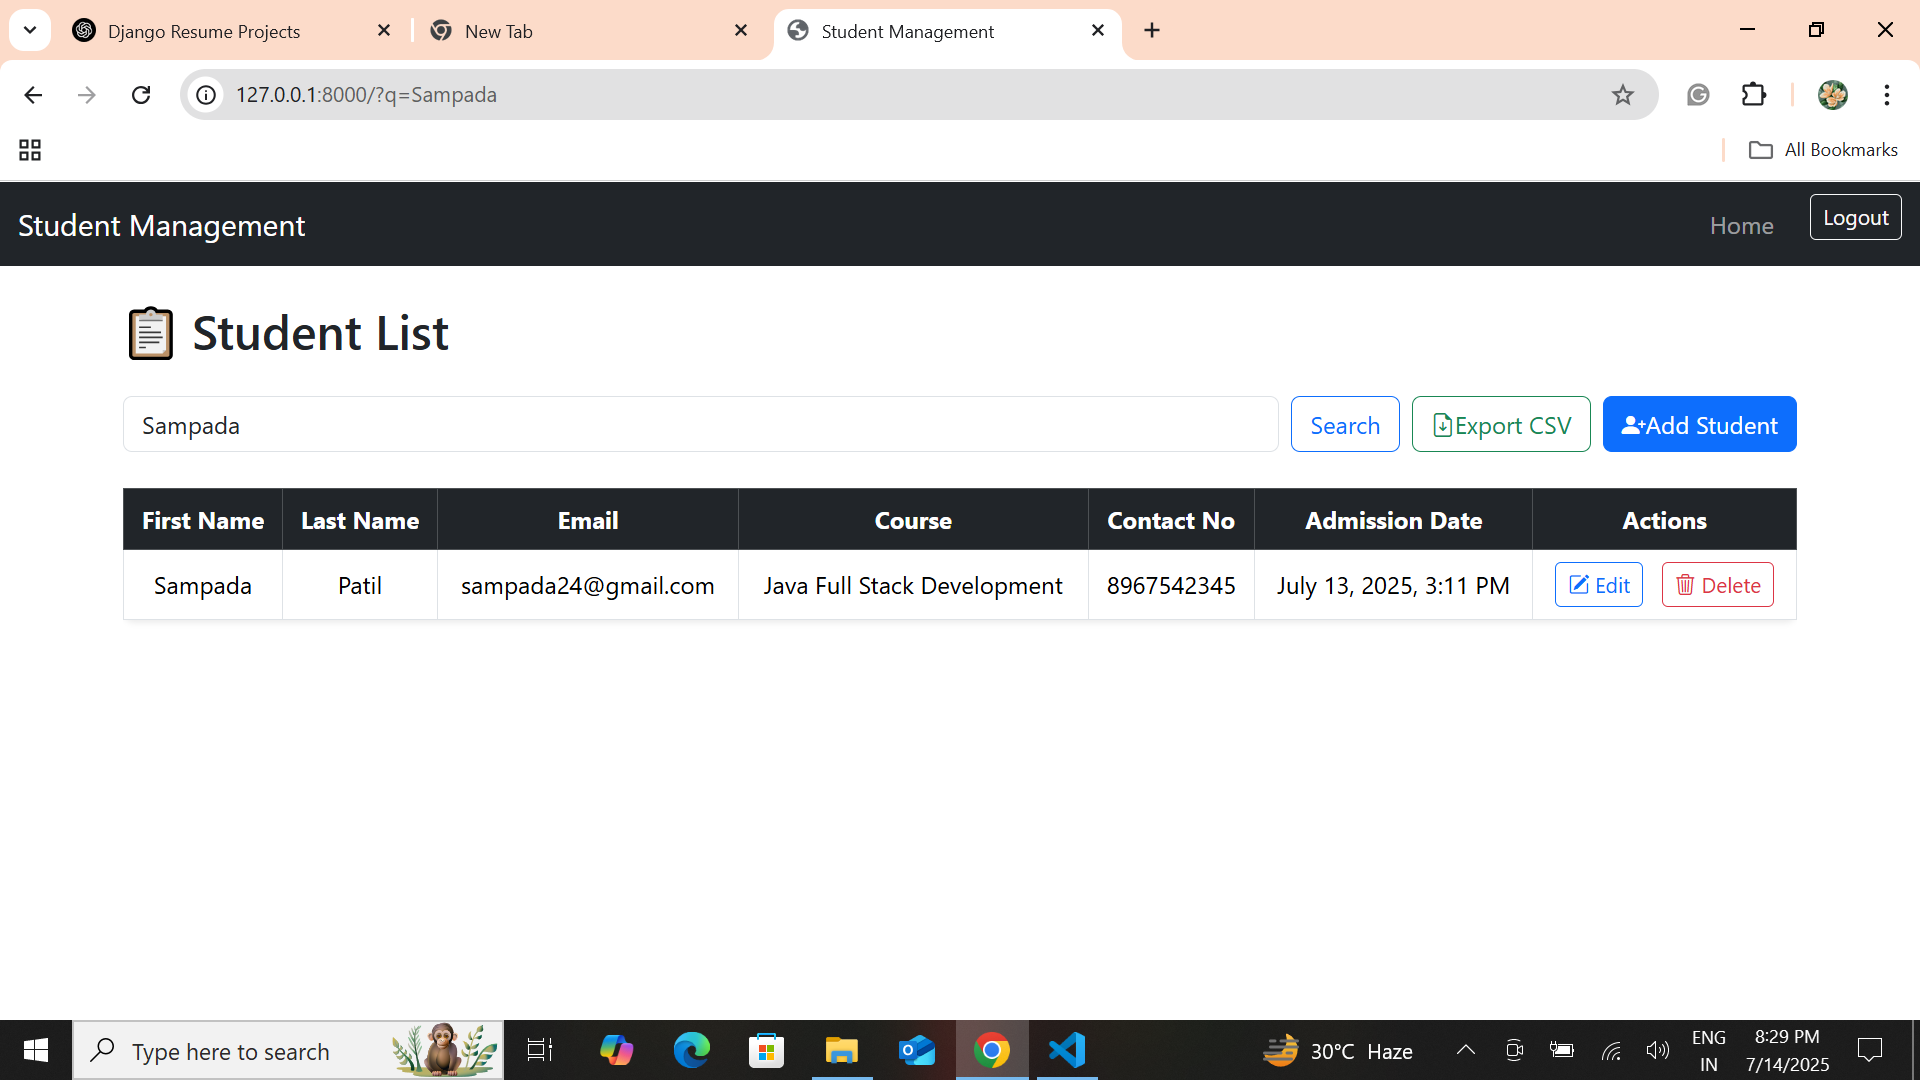 Django Resume Projects
New Tab
Student Management
127.0.0.1:8000/?q=Sampada
All Bookmarks
Student Management
Home
Logout
Student List
Sampada
Search
Export CSV
Add Student
First Name Last Name Email Course Contact No Admission Date Actions
Sampada Patil sampada24@gmail.com Java Full Stack Development 8967542345 July 13, 2025, 3:11 PM Edit Delete
Type here to search
30°C Haze
ENG
IN
8:29 PM
7/14/2025